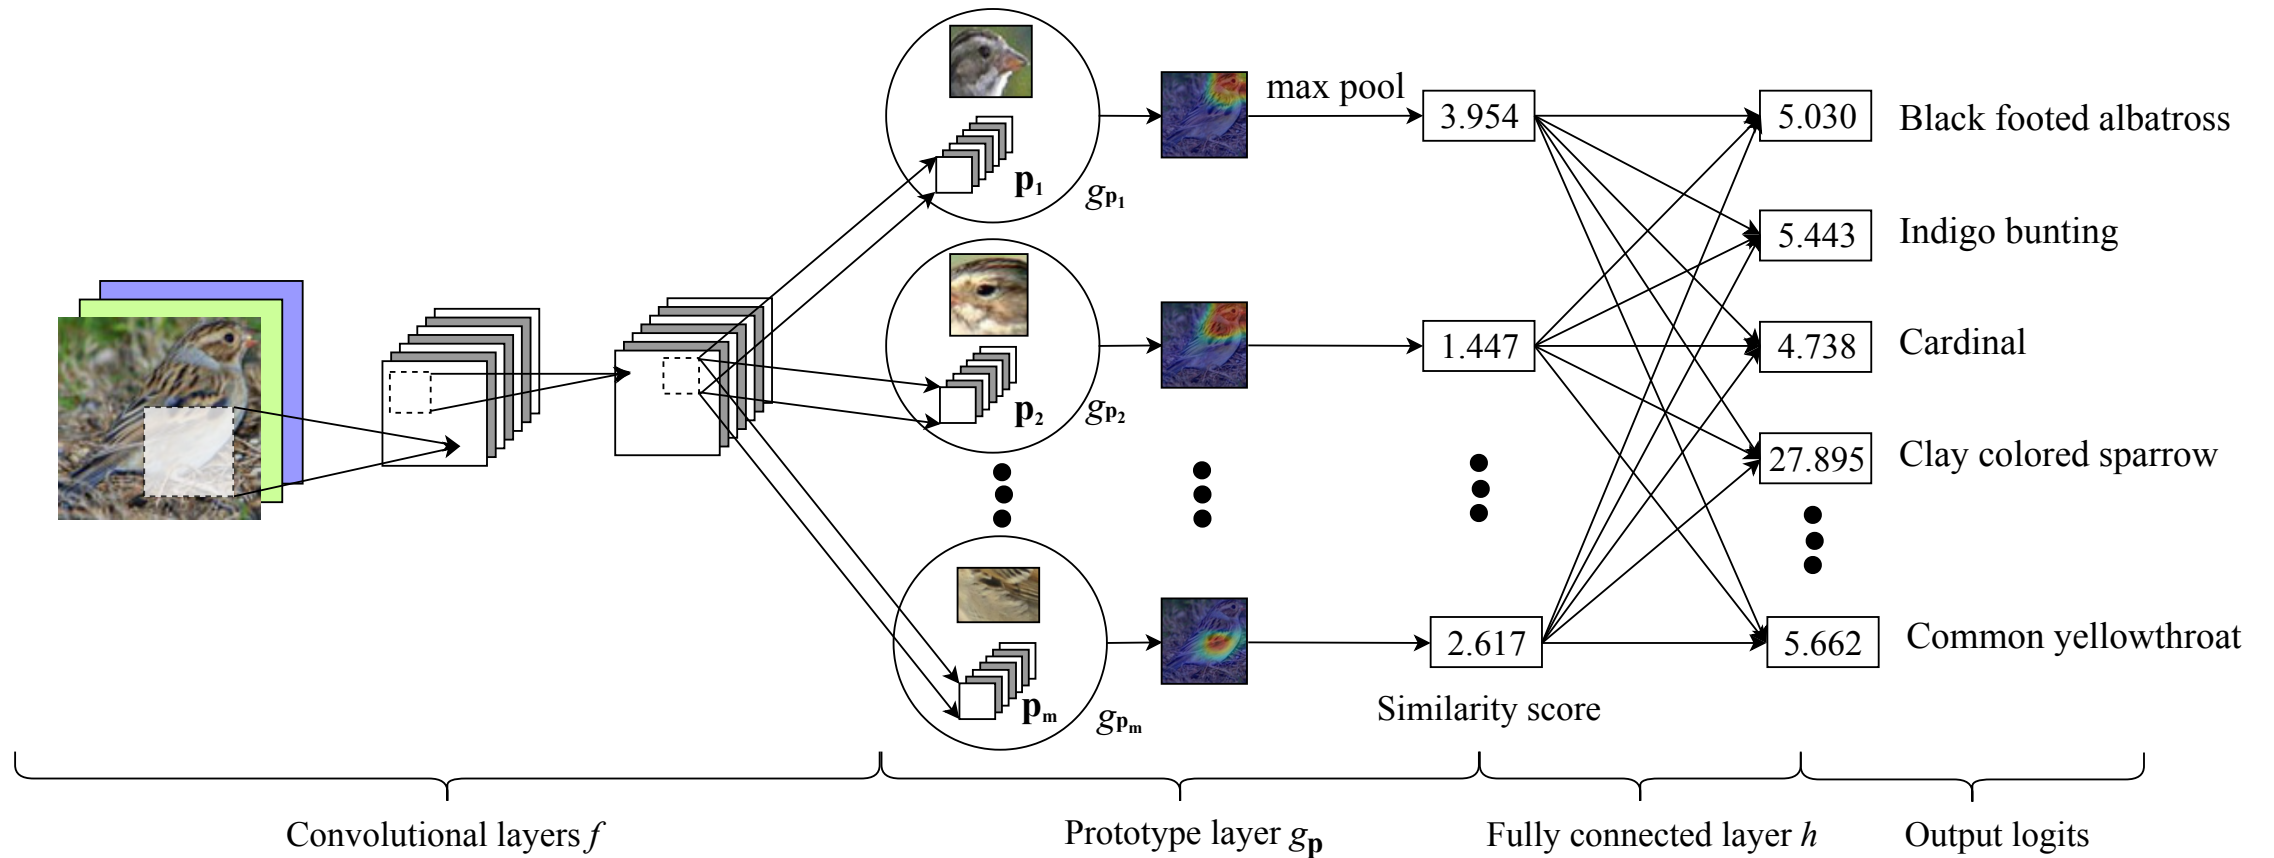 max pool
3.954
5.030
Black footed albatross
p1
gp1
5.443
Indigo bunting
1.447
4.738
Cardinal
p2
gp2
27.895
Clay colored sparrow
2.617
5.662
Common yellowthroat
pm
gpm
Similarity score
Convolutional layers f
Prototype layer gp
Fully connected layer h
Output logits